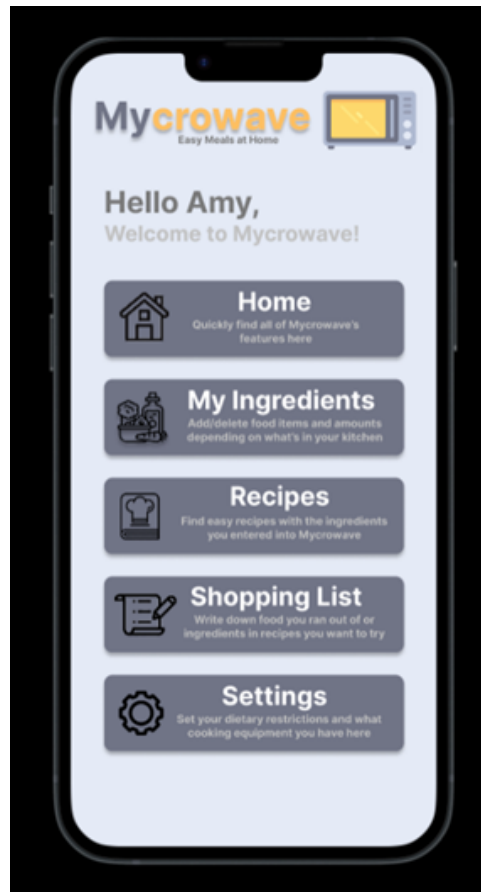 Mycrowave
Easy Meals at Home
Hello Amy,
Welcome to Mycrowave!
Home
Quickly find all of Mycrowave's
features here
My Ingredients
Add/delete food items and amounts
depending on what's in your kitchen
Recipes
Find easy recipes with the ingredients
you entered into Mycrowave
Shopping List
Write down food you ran out of or
ingredients in recipes you want to try
Settings
Set your dietary restrictions and what
cooking equipment you have here